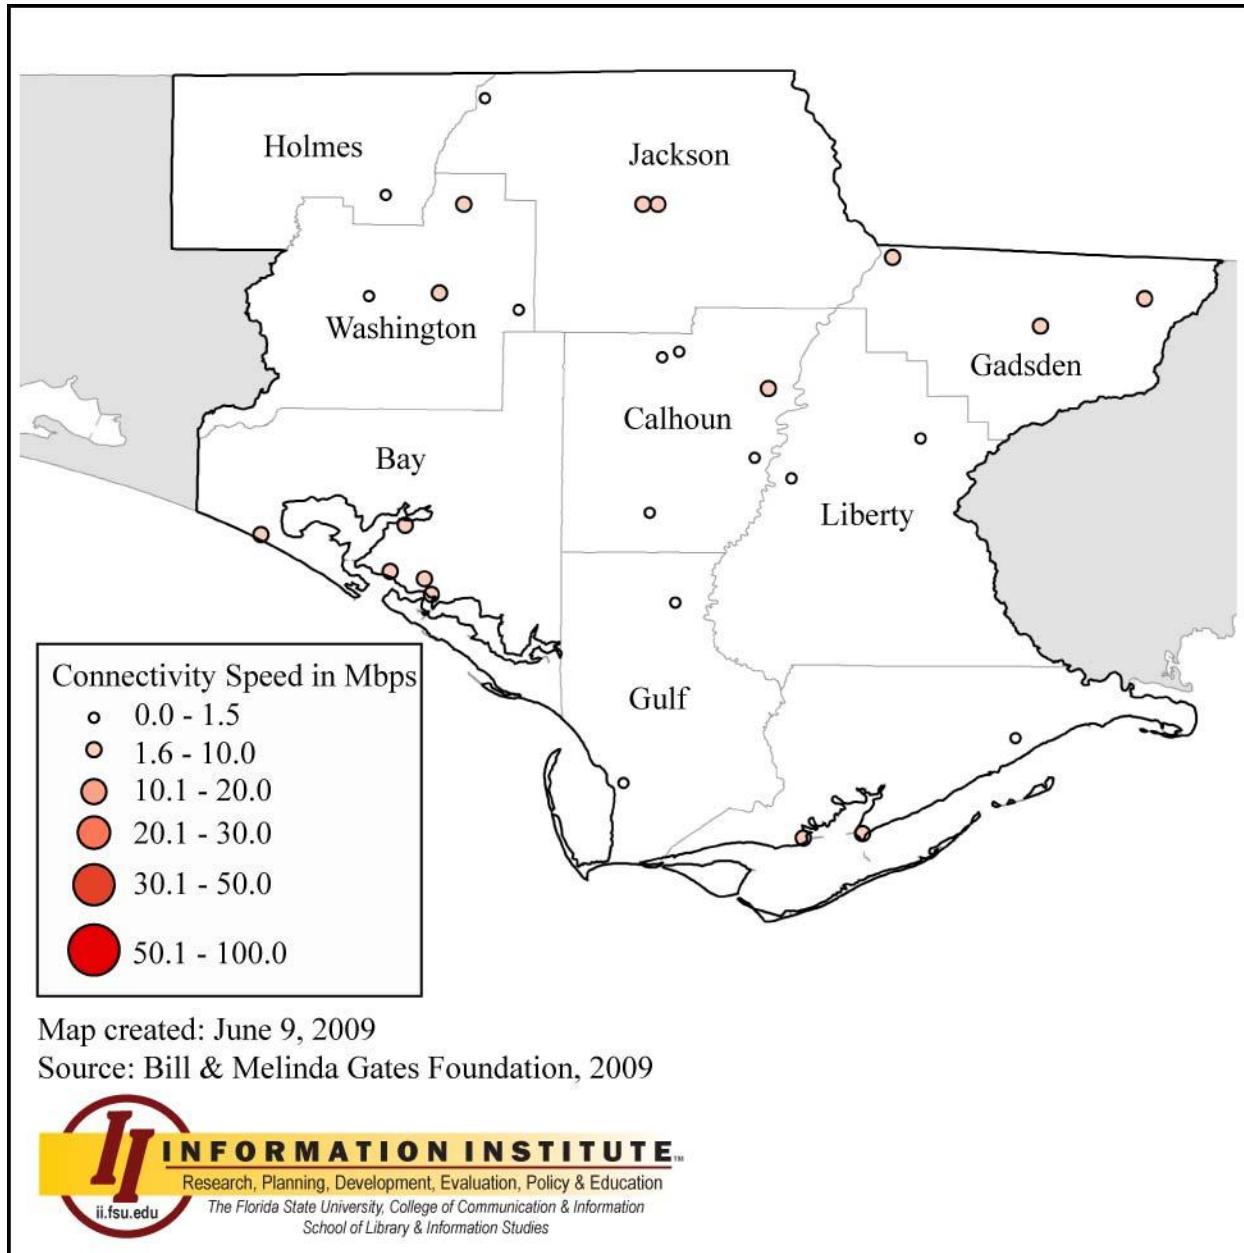 Holmes
Jackson
Washington
Gadsden
Calhoun
Bay
Liberty
Gulf
Connectivity Speed in Mbps
0.0 - 1.5
1.6 - 10.0
10.1 - 20.0
20.1 - 30.0
30.1 - 50.0
50.1 - 100.0
Map created: June 9, 2009
Source: Bill & Melinda Gates Foundation, 2009
II
ii.fsu.edu
INFORMATION INSTITUTE™
Research, Planning, Development, Evaluation, Policy & Education
The Florida State University, College of Communication & Information
School of Library & Information Studies